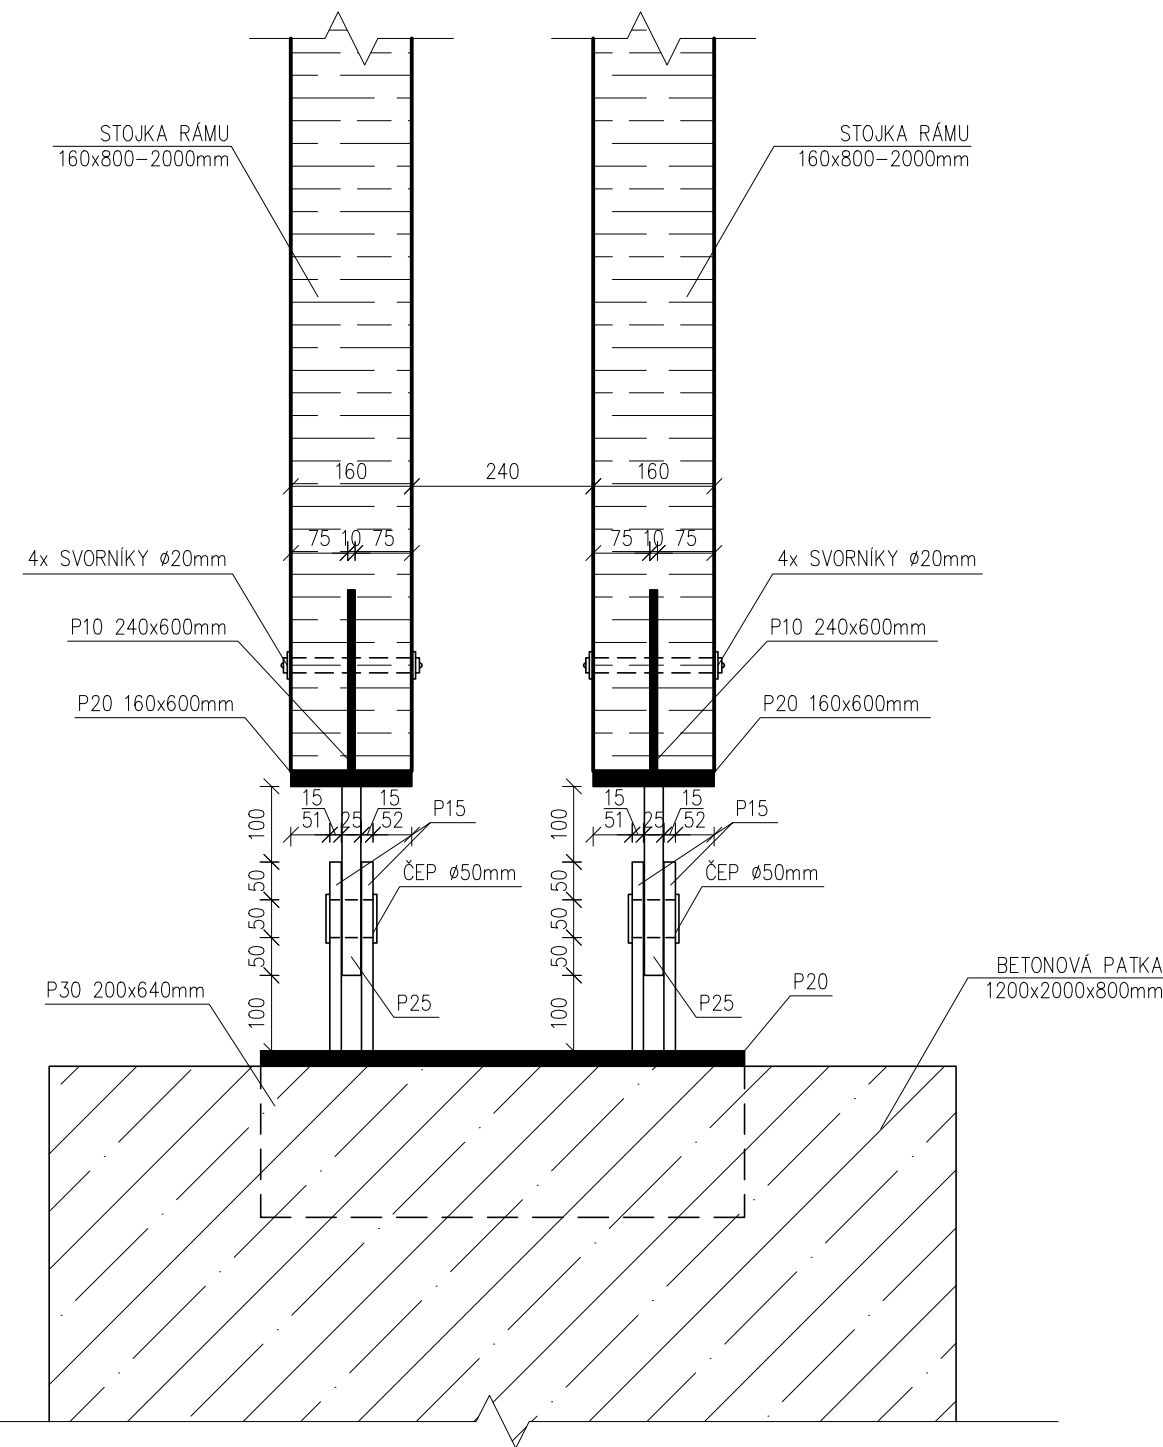 STOJKA RÁMU
160x800-2000mm
STOJKA RÁMU
160x800-2000mm
160
240
160
75 10 75
75 10 75
4x SVORNÍKY ø20mm
4x SVORNÍKY ø20mm
P10 240x600mm
P10 240x600mm
P20 160x600mm
P20 160x600mm
15
15
51 25 52
P15
15
15
51 25 52
P15
100
50
50
50
100
100
50
50
50
100
ČEP ø50mm
ČEP ø50mm
P30 200x640mm
P25
P25
P20
BETONOVÁ PATKA
1200x2000x800mm